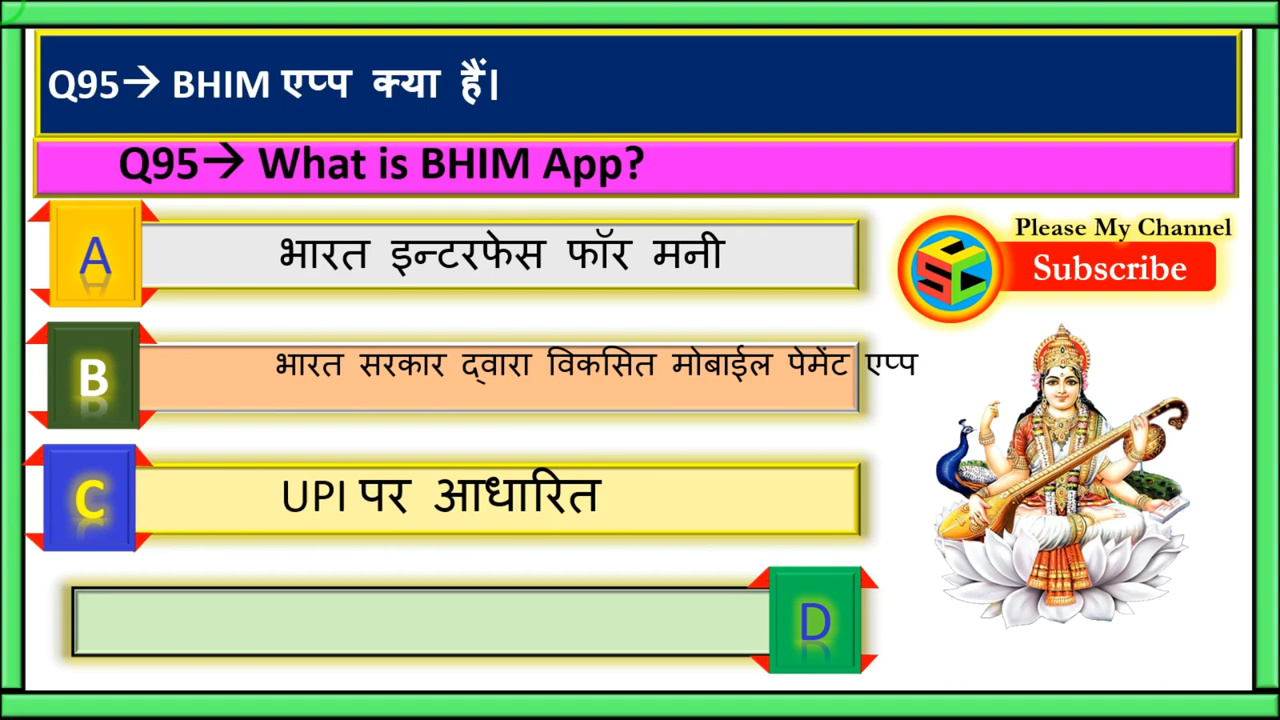 Q95→ BHIM एप्प क्या हैं।
Q95→ What is BHIM App?
A
भारत इन्टरफेस फॉर मनी
Please My Channel
Subscribe
SSC
B
भारत सरकार द्वारा विकसित मोबाईल पेमेंट एप्प
C
UPI पर आधारित
D